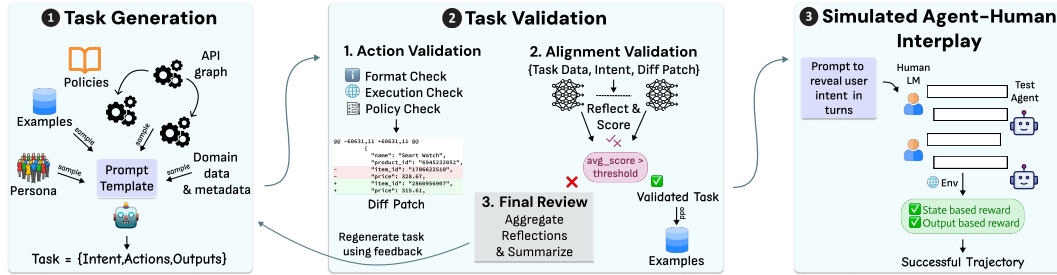 1 Task Generation
Policies
API
graph
Examples
sample
sample
Persona
sample
sample
Prompt
Template
Domain
data
& metadata
Task = {Intent,Actions,Outputs}
2 Task Validation
1. Action Validation
Format Check
Execution Check
Policy Check
@@ -60631,11 +60631,11 @@
{
"name": "Smart Watch",
"product_id": "6945232052",
- "item_id": "1706622510",
- "price": 328.67,
+ "item_id": "2860956907",
+ "price": 315.61,
Diff Patch
2. Alignment Validation
{Task Data, Intent, Diff Patch}
Reflect &
Score
avg_score >
threshold
Validated Task
add
Examples
3. Final Review
Aggregate
Reflections
& Summarize
Regenerate task
using feedback
3 Simulated Agent-Human
Interplay
Prompt to
reveal user
intent in
turns
Human
LM
Test
Agent
Env
State based reward
Output based reward
Successful Trajectory